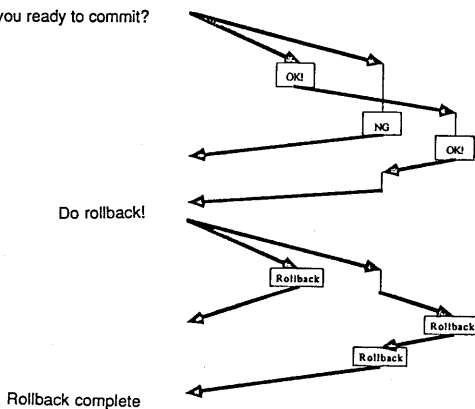 you ready to commit?
OK!
NG
OK!
Do rollback!
Rollback
Rollback
Rollback
Rollback complete